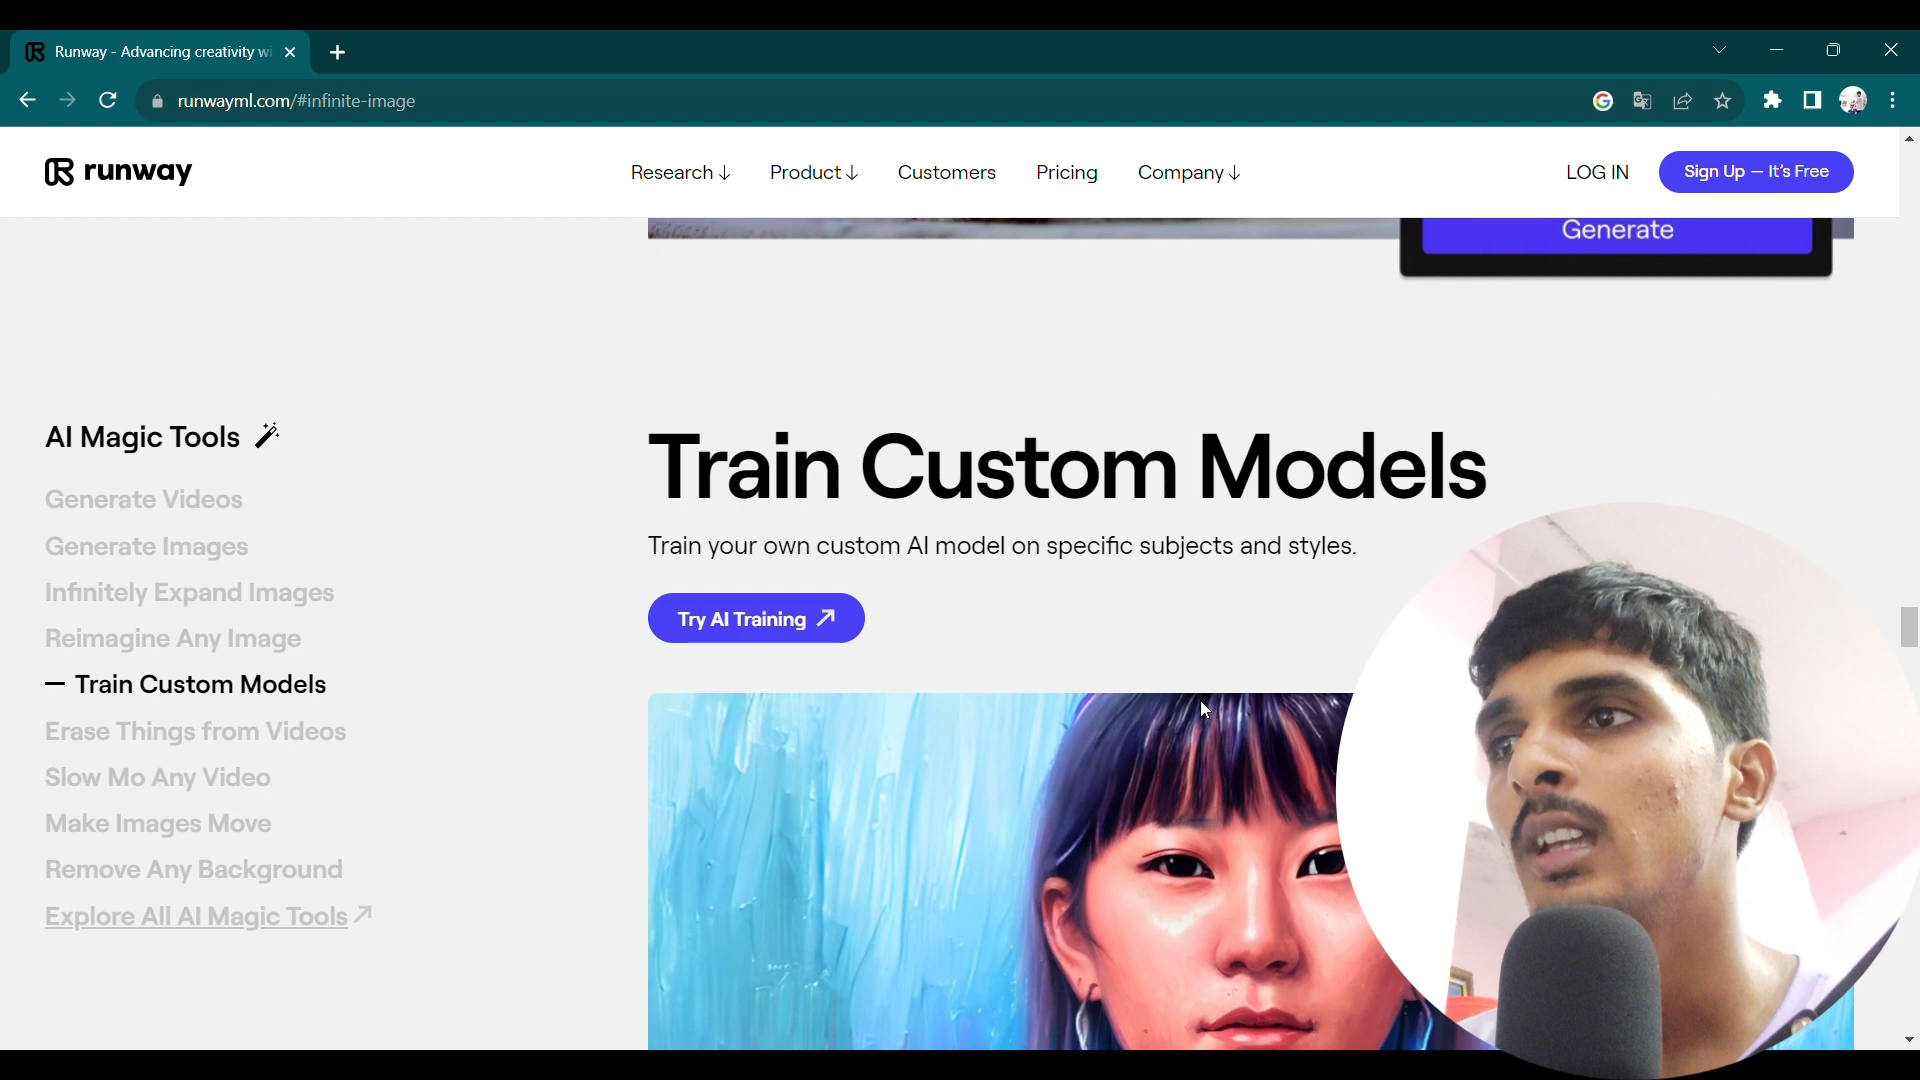 Runway - Advancing creativity wi
runwayml.com/#infinite-image
runway
Research ↓ Product ↓ Customers Pricing Company ↓ LOG IN Sign Up — It's Free
Generate
AI Magic Tools
Generate Videos
Generate Images
Infinitely Expand Images
Reimagine Any Image
— Train Custom Models
Erase Things from Videos
Slow Mo Any Video
Make Images Move
Remove Any Background
Explore All AI Magic Tools ↗
Train Custom Models
Train your own custom AI model on specific subjects and styles.
Try AI Training ↗